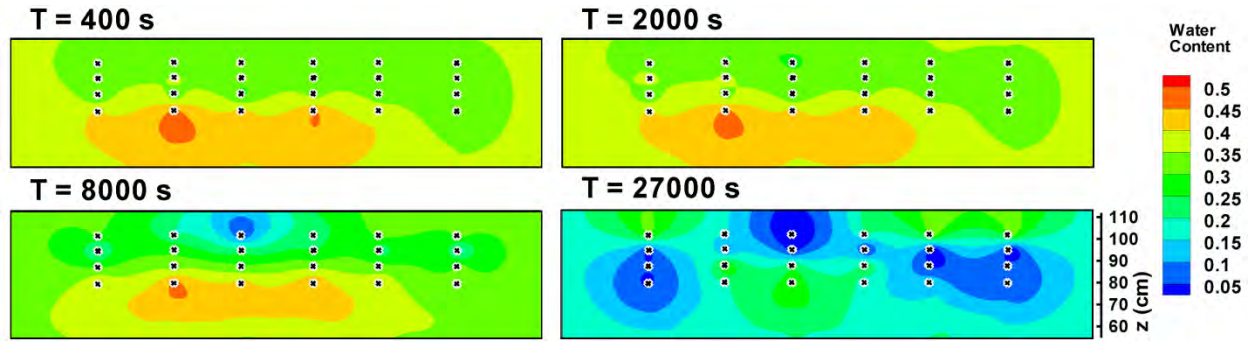 T = 400 s
T = 2000 s
Water
Content
0.5
0.45
0.4
0.35
0.3
0.25
0.2
0.15
0.1
0.05
T = 8000 s
T = 27000 s
110
100
90
80
70
60
z (cm)